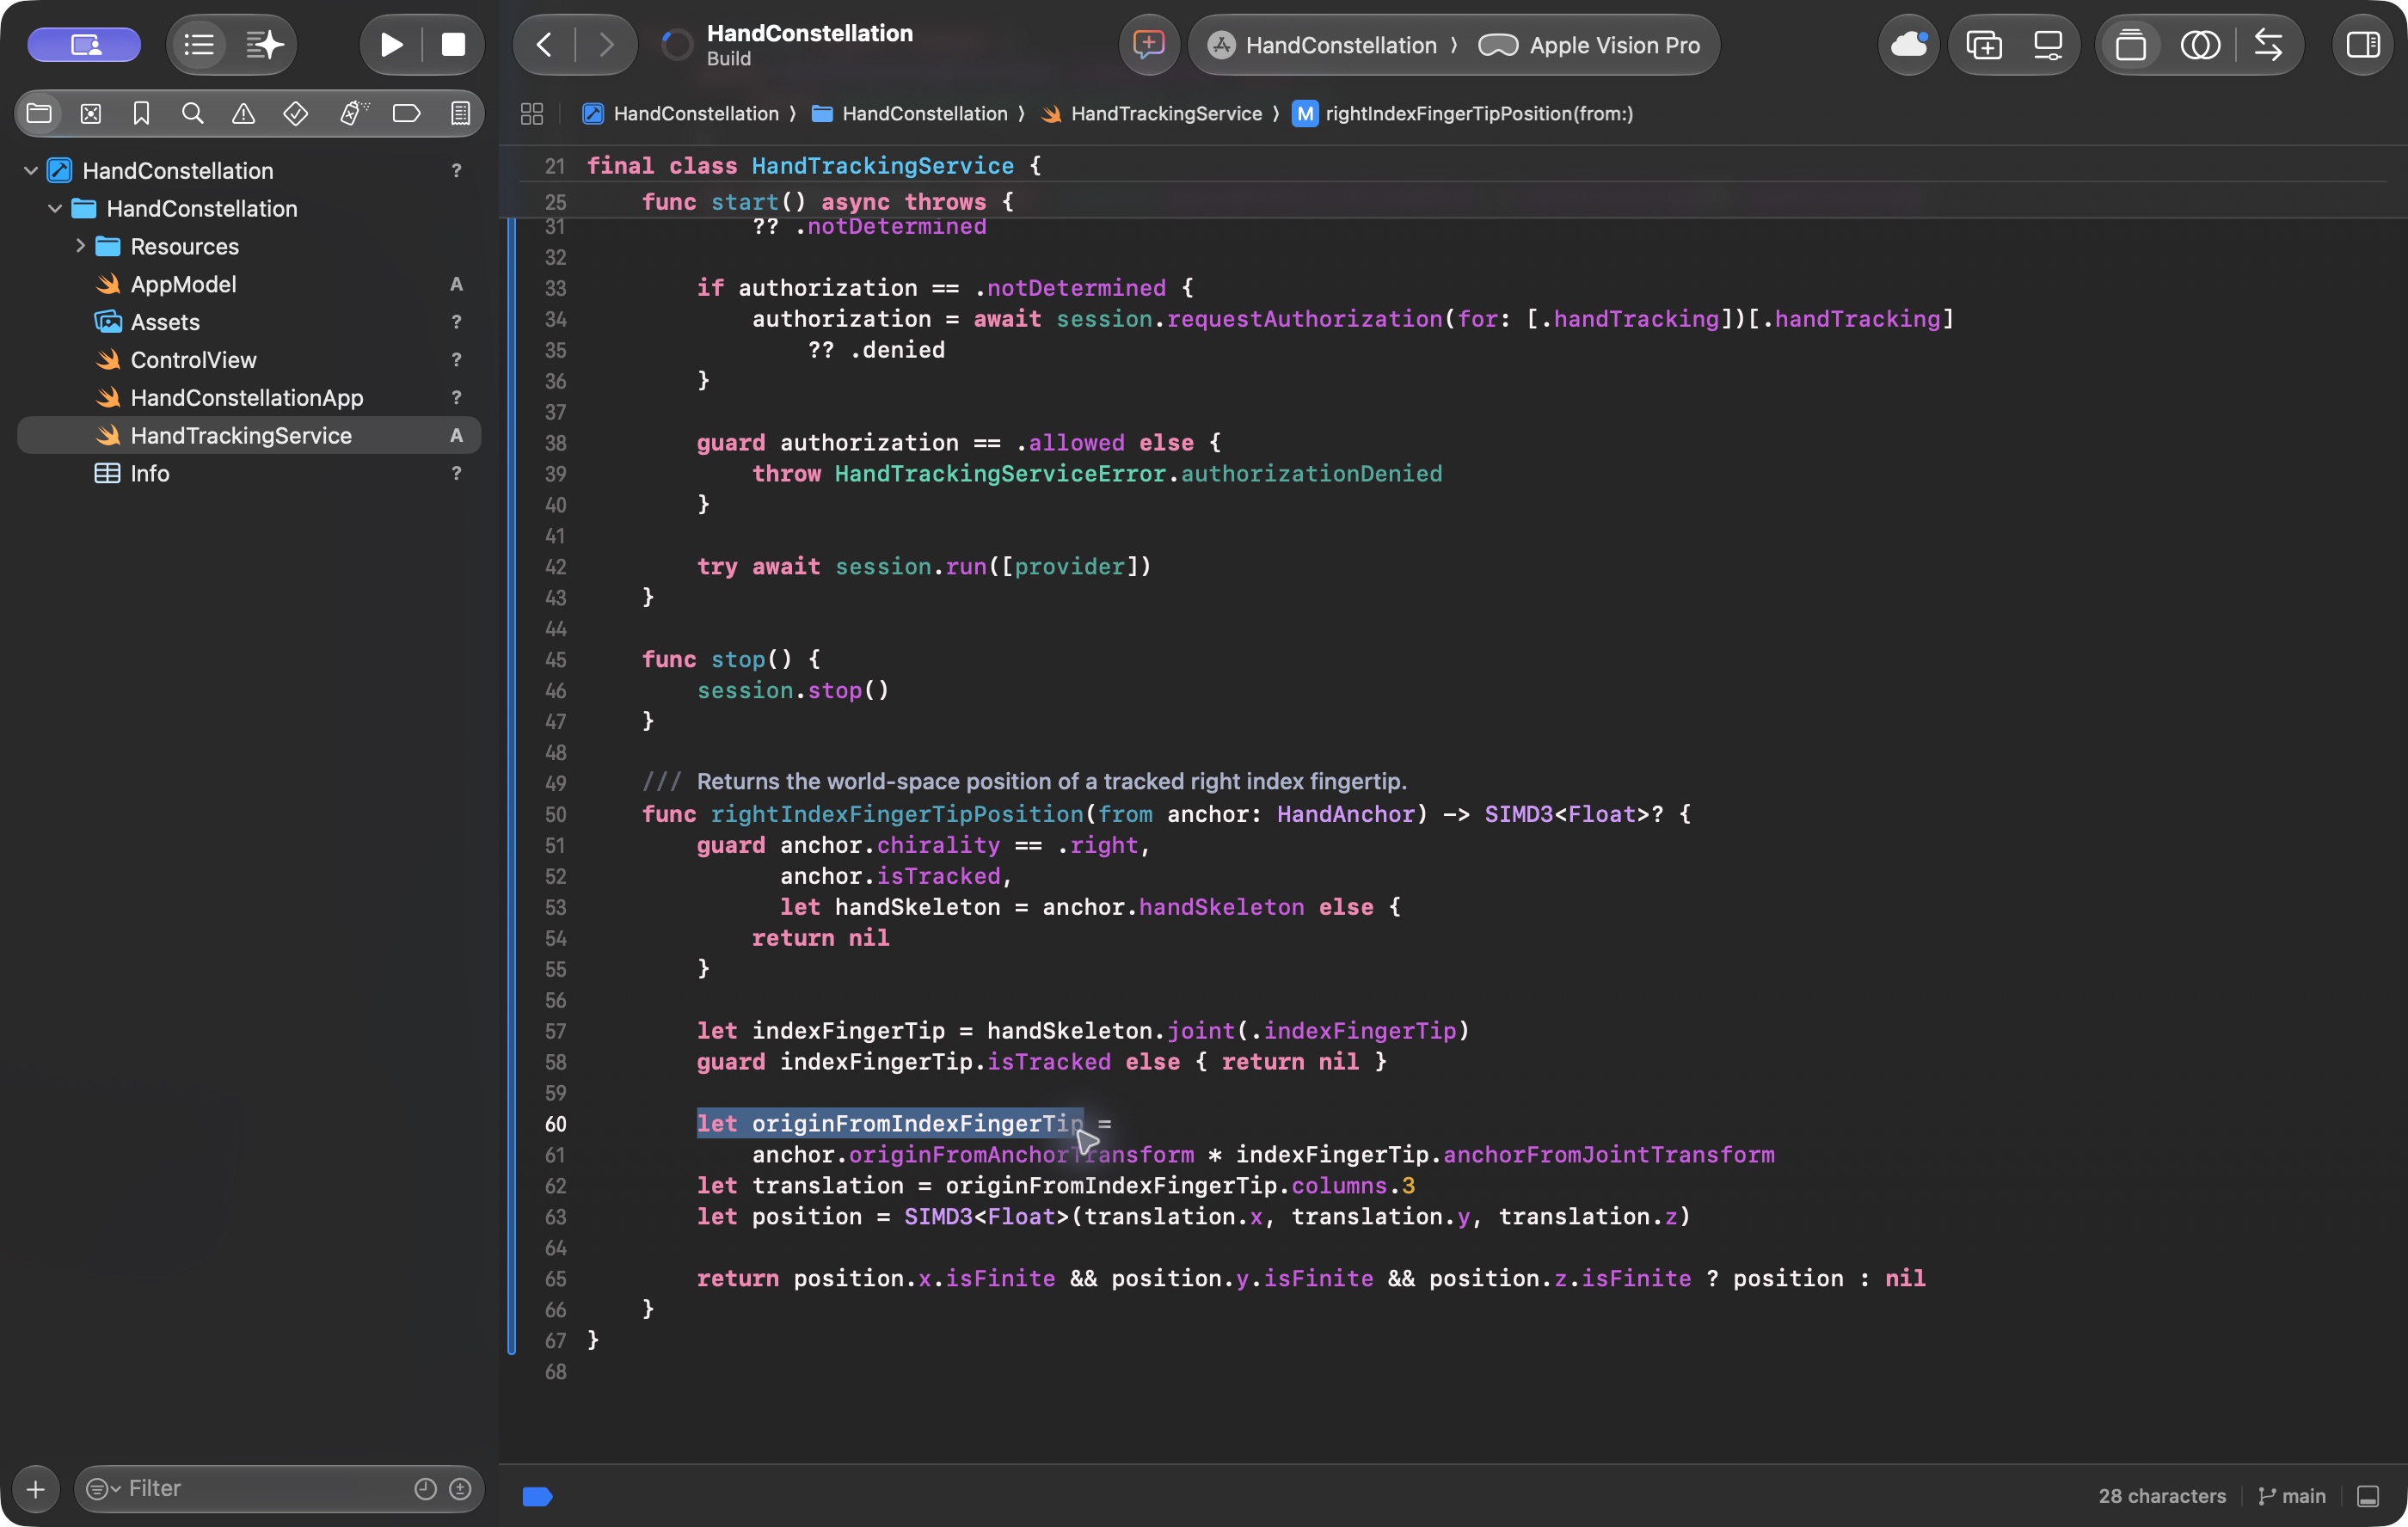 HandConstellation
Build
HandConstellation 〉 Apple Vision Pro
HandConstellation 〉 HandConstellation 〉 HandTrackingService 〉 M rightIndexFingerTipPosition(from:)
HandConstellation ?
HandConstellation
Resources
AppModel A
Assets ?
ControlView ?
HandConstellationApp ?
HandTrackingService A
Info ?
Filter
21 final class HandTrackingService {
25     func start() async throws {
31             ?? .notDetermined
32
33         if authorization == .notDetermined {
34             authorization = await session.requestAuthorization(for: [.handTracking])[.handTracking]
35                 ?? .denied
36         }
37
38         guard authorization == .allowed else {
39             throw HandTrackingServiceError.authorizationDenied
40         }
41
42         try await session.run([provider])
43     }
44
45     func stop() {
46         session.stop()
47     }
48
49     /// Returns the world-space position of a tracked right index fingertip.
50     func rightIndexFingerTipPosition(from anchor: HandAnchor) -> SIMD3<Float>? {
51         guard anchor.chirality == .right,
52               anchor.isTracked,
53               let handSkeleton = anchor.handSkeleton else {
54             return nil
55         }
56
57         let indexFingerTip = handSkeleton.joint(.indexFingerTip)
58         guard indexFingerTip.isTracked else { return nil }
59
60         let originFromIndexFingerTip =
61             anchor.originFromAnchorTransform * indexFingerTip.anchorFromJointTransform
62         let translation = originFromIndexFingerTip.columns.3
63         let position = SIMD3<Float>(translation.x, translation.y, translation.z)
64
65         return position.x.isFinite && position.y.isFinite && position.z.isFinite ? position : nil
66     }
67 }
68
28 characters main